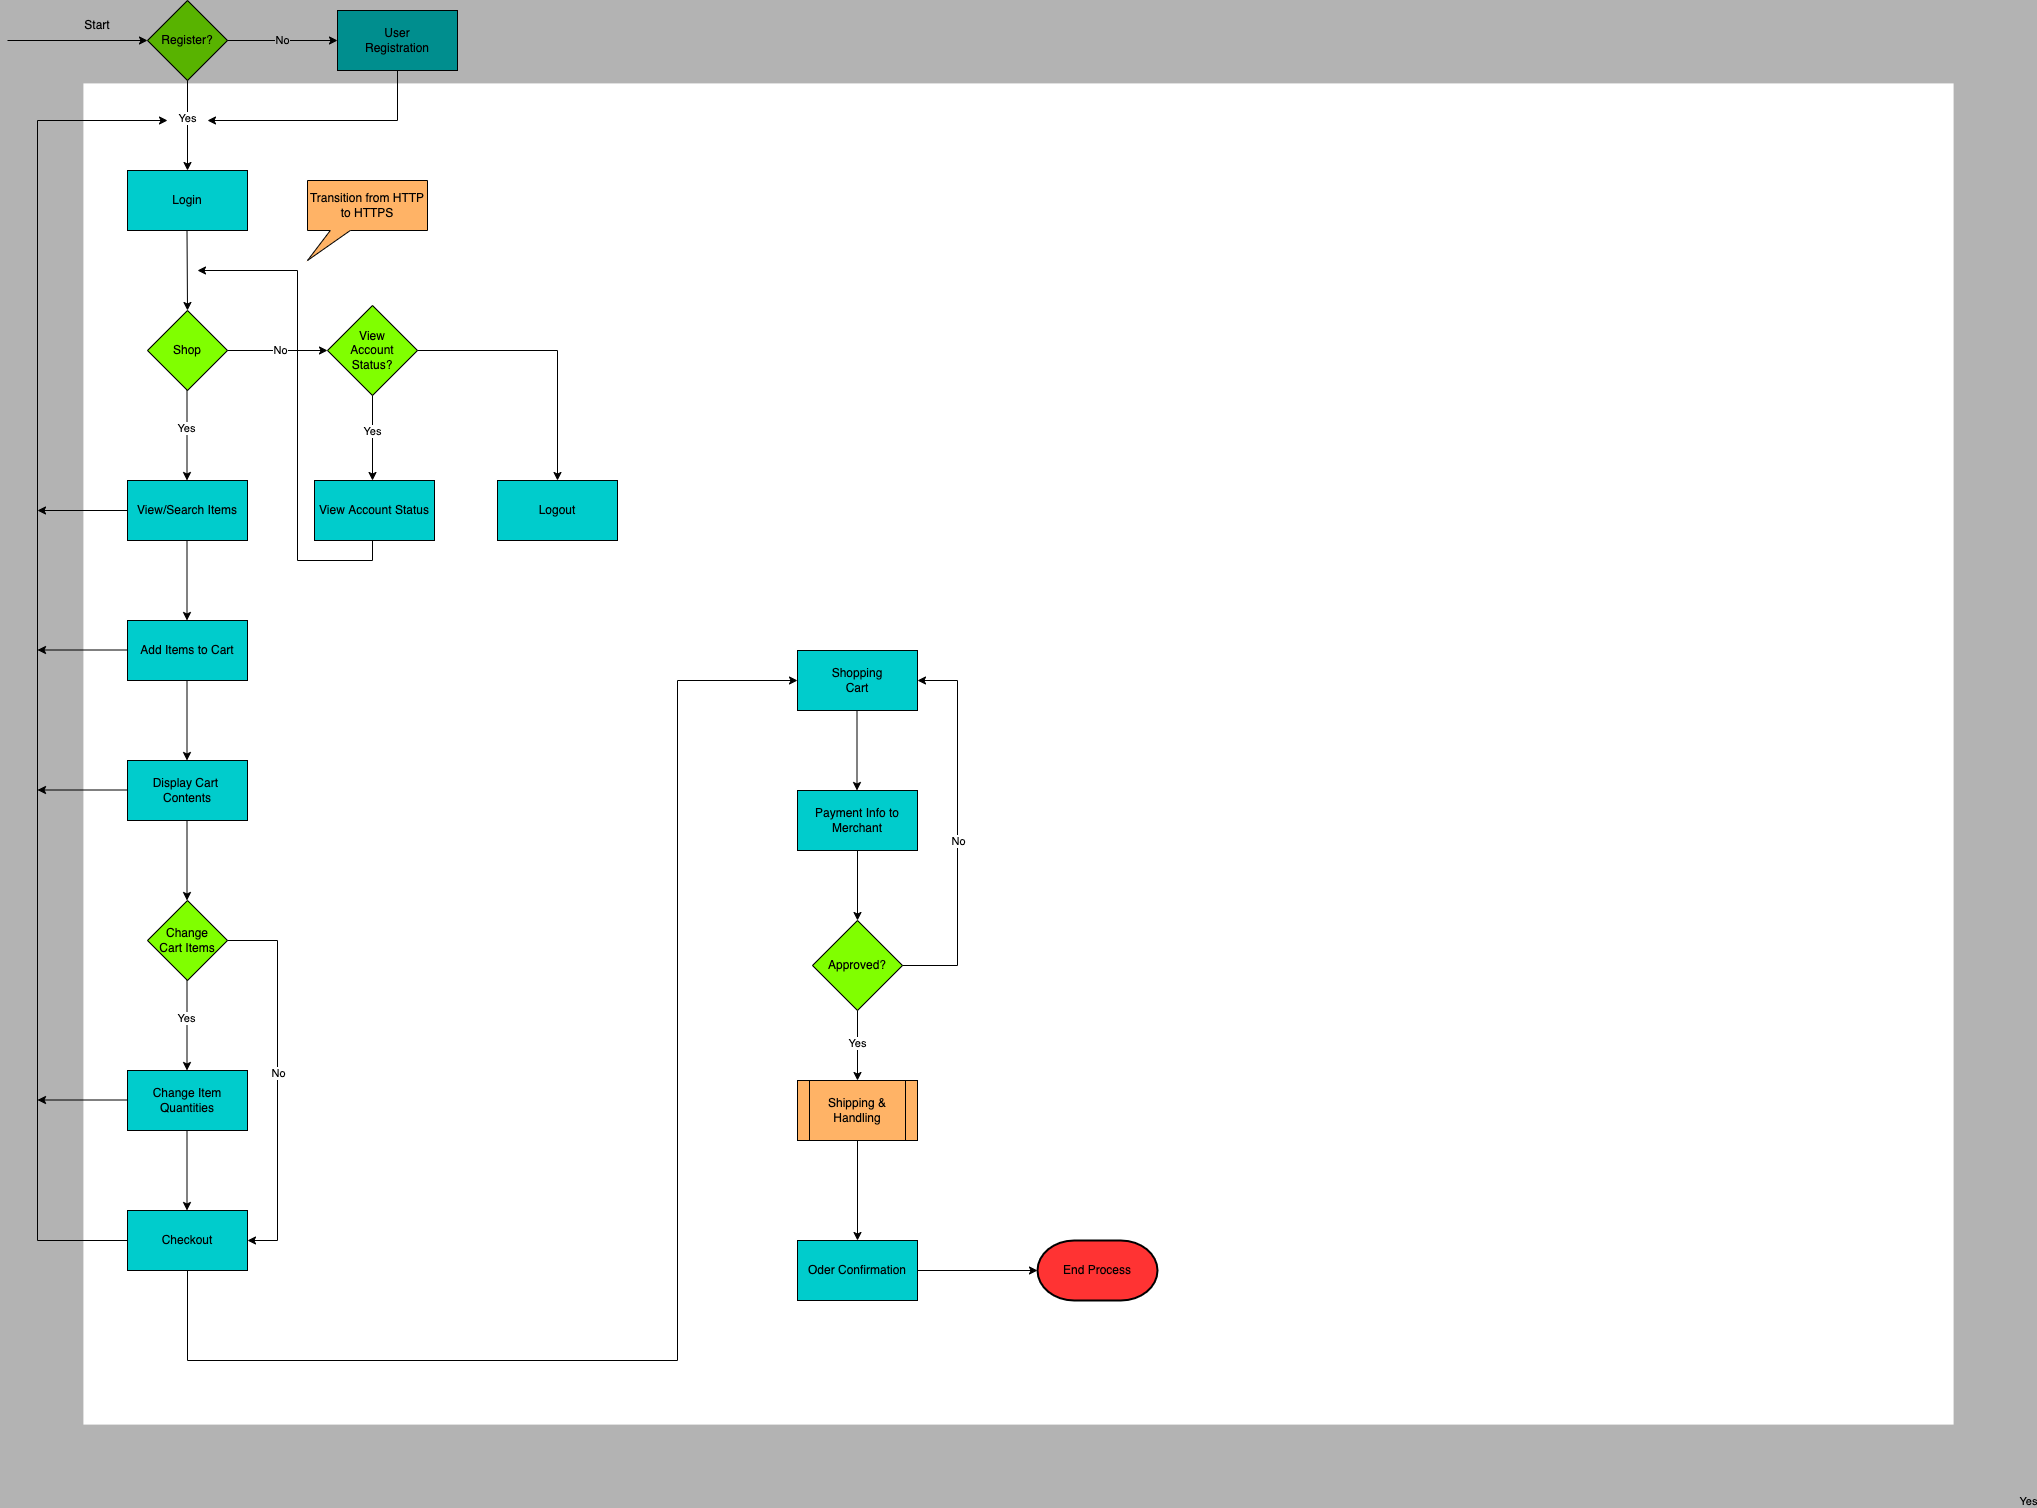 Start
Register?
No
User
Registration
Yes
Login
Transition from HTTP
to HTTPS
Shop
No
View
Account
Status?
Yes
Yes
View/Search Items
View Account Status
Logout
Add Items to Cart
Display Cart
Contents
Change
Cart Items
Yes
No
Change Item
Quantities
Checkout
Shopping
Cart
Payment Info to
Merchant
No
Approved?
Yes
Shipping &
Handling
Oder Confirmation
End Process
Yes